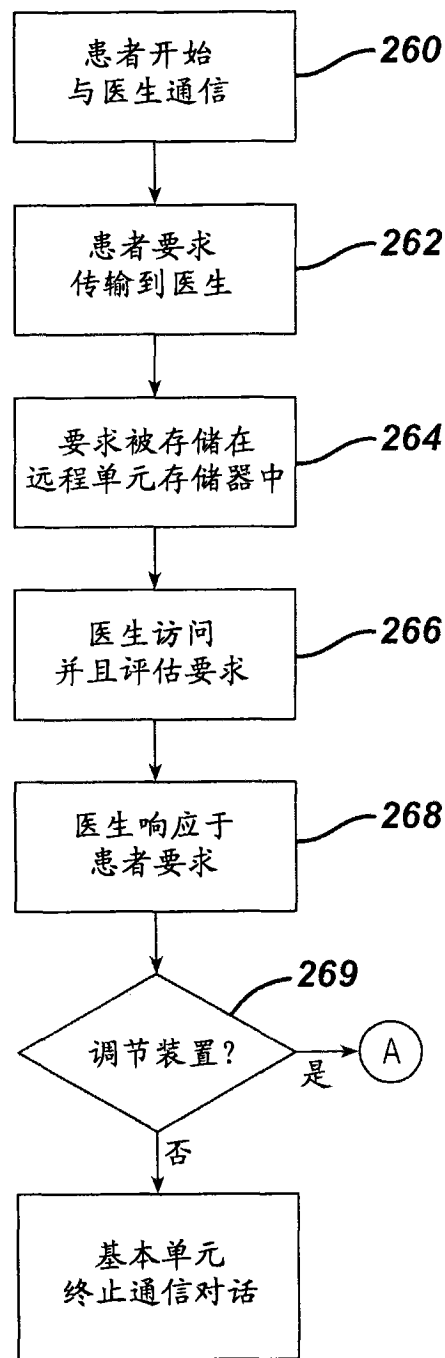 患者开始
与医生通信
260
患者要求
传输到医生
262
要求被存储在
远程单元存储器中
264
医生访问
并且评估要求
266
医生响应于
患者要求
268
269
调节装置?
是
A
否
基本单元
终止通信对话